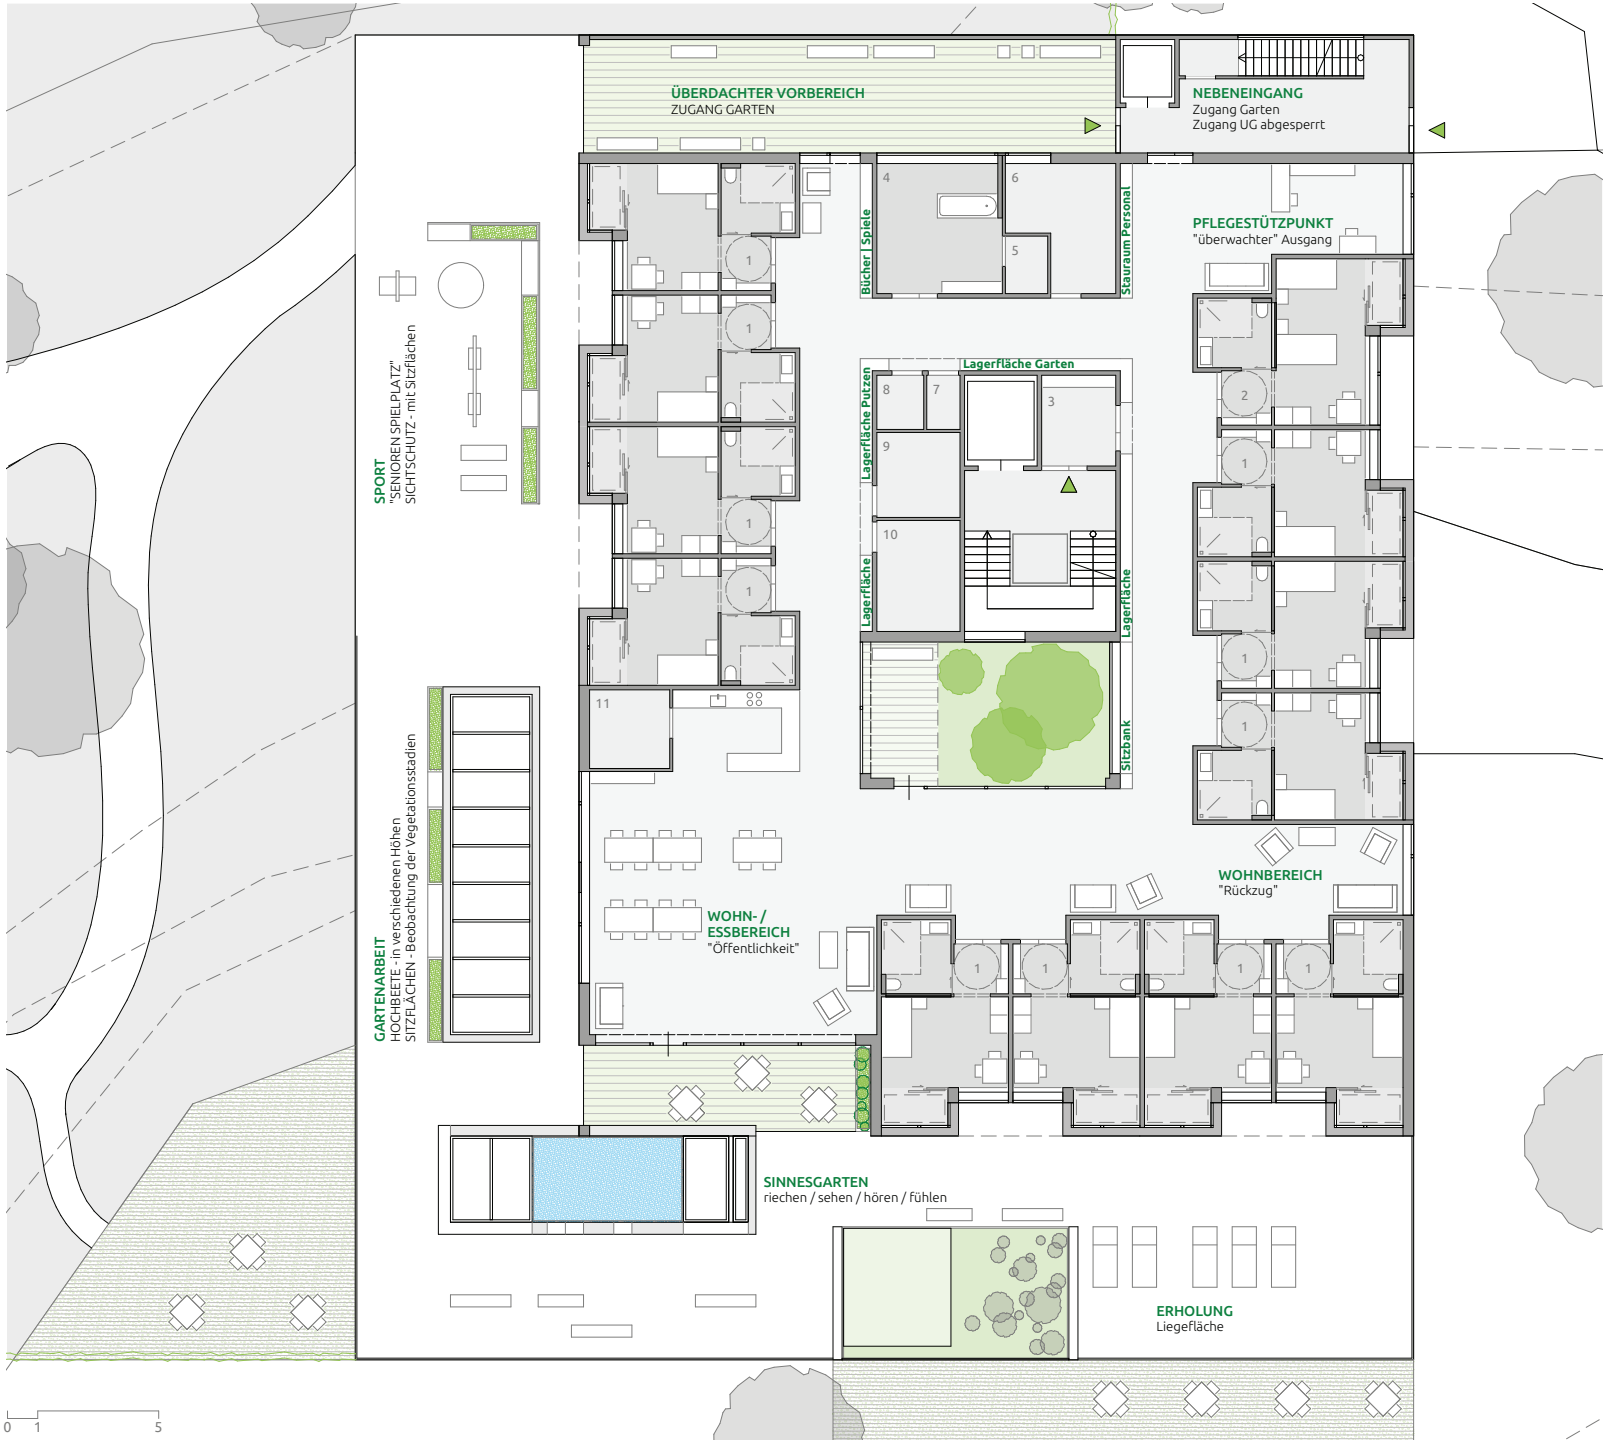 ÜBERDACHTER VORBEREICH
ZUGANG GARTEN
NEBENEINGANG
Zugang Garten
Zugang UG abgesperrt
4
6
5
Bücher | Spiele
Stauraum Personal
PFLEGESTÜTZPUNKT
"überwachter" Ausgang
1
1
1
1
SPORT
"SENIOREN SPIELPLATZ"
SICHTSCHUTZ - mit Sitzflächen
Lagerfläche Garten
Lagerfläche Putzen
8
7
3
9
10
Lagerfläche
Lagerfläche
Sitzbank
2
1
1
1
11
GARTENARBEIT
HOCHBEETE - in verschiedenen Höhen
SITZFLÄCHEN - Beobachtung der Vegetationsstadien
WOHN- /
ESSBEREICH
"Öffentlichkeit"
WOHNBEREICH
"Rückzug"
1
1
1
1
SINNESGARTEN
riechen / sehen / hören / fühlen
ERHOLUNG
Liegefläche
0 1 5